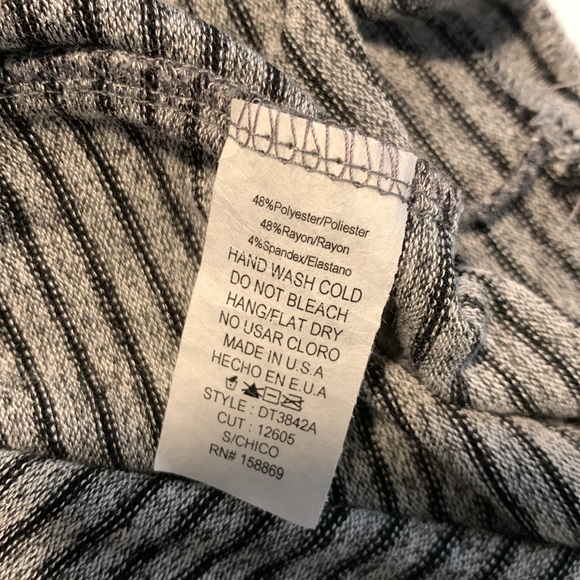 48%Polyester/Poliester
48%Rayon/Rayon
4%Spandex/Elastano
HAND WASH COLD
DO NOT BLEACH
HANG/FLAT DRY
NO USAR CLORO
MADE IN U.S.A
HECHO EN E.U.A
STYLE : DT3842A
CUT : 12605
S/CHICO
RN# 158869